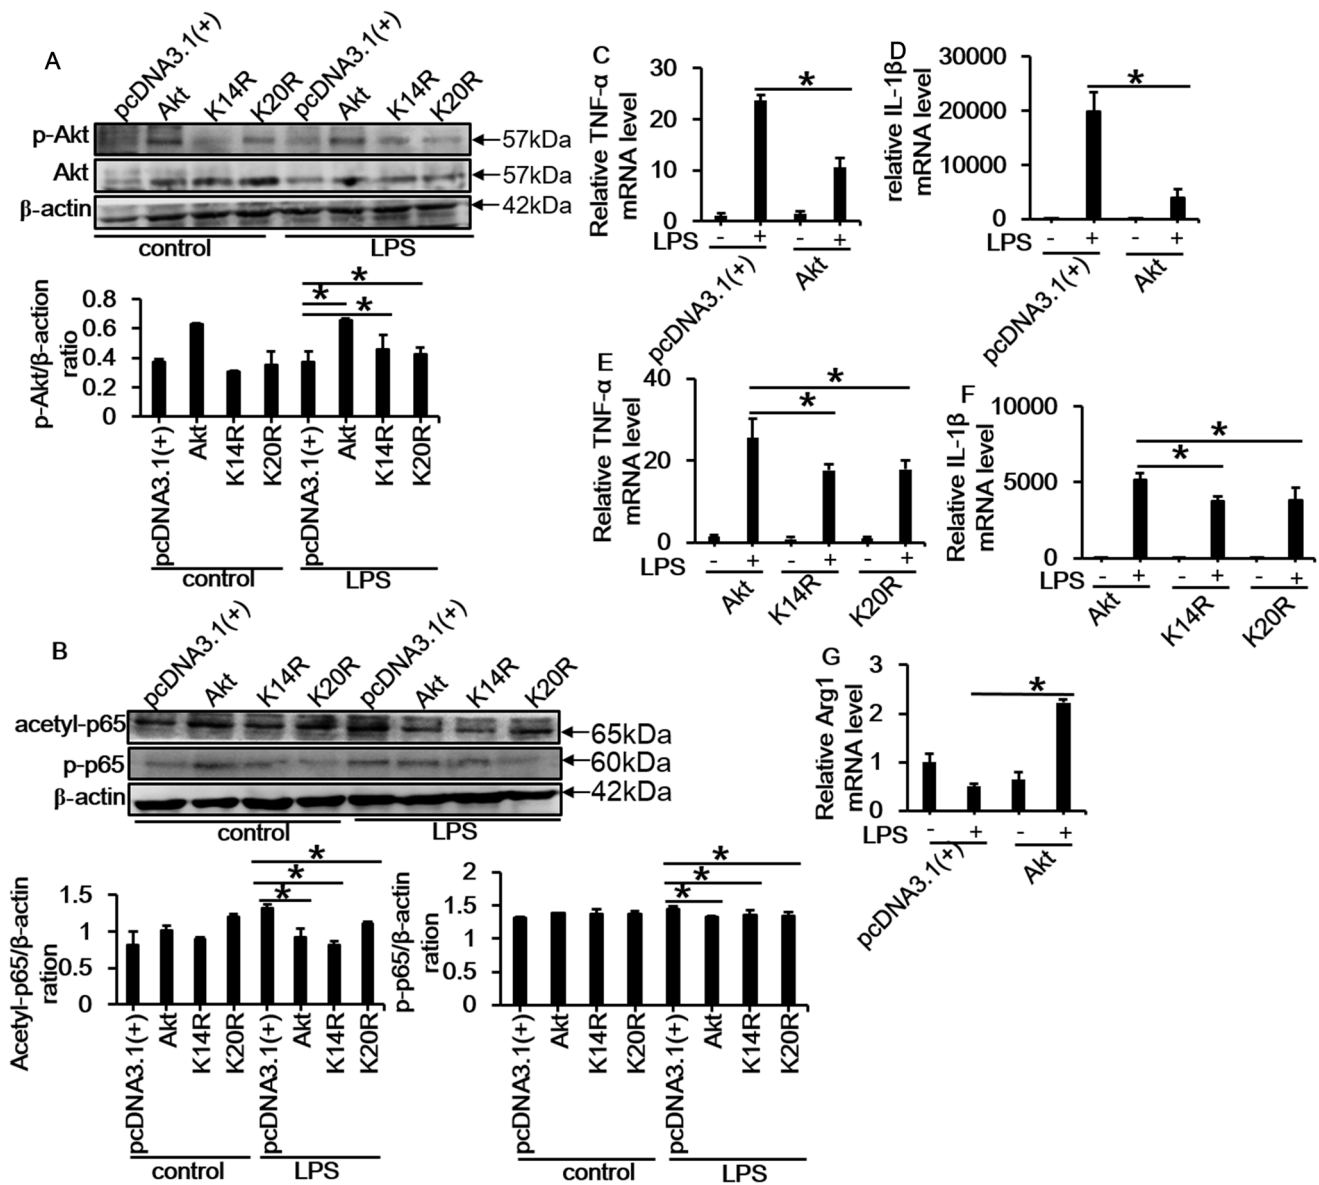 A
pcDNA3.1(+)
Akt
K14R
K20R
pcDNA3.1(+)
Akt
K14R
K20R
p-Akt
57kDa
Akt
57kDa
β-actin
42kDa
control
LPS
p-Akt/β-action
ratio
0.8
0.6
0.4
0.2
0
*
*
*
pcDNA3.1(+)
Akt
K14R
K20R
pcDNA3.1(+)
Akt
K14R
K20R
control
LPS
B
pcDNA3.1(+)
Akt
K14R
K20R
pcDNA3.1(+)
Akt
K14R
K20R
acetyl-p65
65kDa
p-p65
60kDa
β-actin
42kDa
control
LPS
Acetyl-p65/β-actin
ration
1.5
1
0.5
0
*
*
*
pcDNA3.1(+)
Akt
K14R
K20R
pcDNA3.1(+)
Akt
K14R
K20R
control
LPS
p-p65/β-actin
ration
2
1.5
1
0.5
0
*
*
*
pcDNA3.1(+)
Akt
K14R
K20R
pcDNA3.1(+)
Akt
K14R
K20R
control
LPS
C
Relative TNF-α
mRNA level
30
20
10
0
*
LPS - + - +
pcDNA3.1(+)
Akt
D
relative IL-1β
mRNA level
30000
20000
10000
0
*
LPS - + - +
pcDNA3.1(+)
Akt
E
Relative TNF-α
mRNA level
40
20
0
*
*
LPS - + - + - +
Akt
K14R
K20R
F
Relative IL-1β
mRNA level
10000
5000
0
*
*
LPS - + - + - +
Akt
K14R
K20R
G
Relative Arg1
mRNA level
3
2
1
0
*
LPS - + - +
pcDNA3.1(+)
Akt